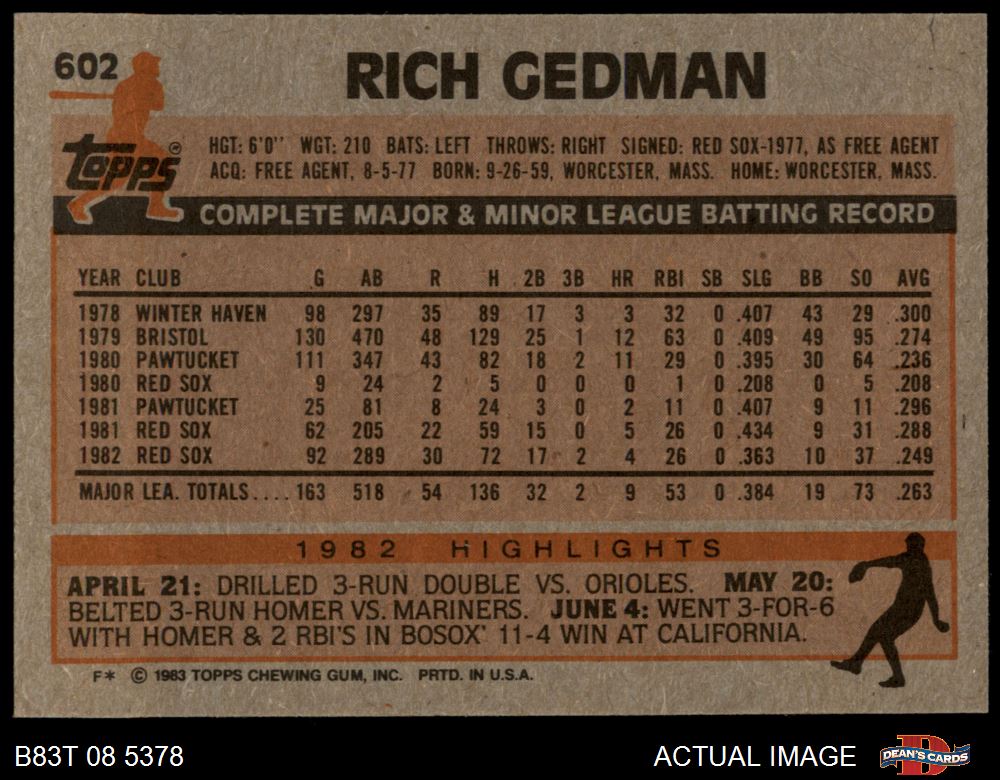 602
RICH GEDMAN
topps®
HGT: 6'0" WGT: 210 BATS: LEFT THROWS: RIGHT SIGNED: RED SOX-1977, AS FREE AGENT
ACQ: FREE AGENT, 8-5-77 BORN: 9-26-59, WORCESTER, MASS. HOME: WORCESTER, MASS.
COMPLETE MAJOR & MINOR LEAGUE BATTING RECORD
YEAR CLUB G AB R H 2B 3B HR RBI SB SLG BB SO AVG
1978 WINTER HAVEN 98 297 35 89 17 3 3 32 0 .407 43 29 .300
1979 BRISTOL 130 470 48 129 25 1 12 63 0 .409 49 95 .274
1980 PAWTUCKET 111 347 43 82 18 2 11 29 0 .395 30 64 .236
1980 RED SOX 9 24 2 5 0 0 0 1 0 .208 0 5 .208
1981 PAWTUCKET 25 81 8 24 3 0 2 11 0 .407 9 11 .296
1981 RED SOX 62 205 22 59 15 0 5 26 0 .434 9 31 .288
1982 RED SOX 92 289 30 72 17 2 4 26 0 .363 10 37 .249
MAJOR LEA. TOTALS.... 163 518 54 136 32 2 9 53 0 .384 19 73 .263
1982 HIGHLIGHTS
APRIL 21: DRILLED 3-RUN DOUBLE VS. ORIOLES. MAY 20:
BELTED 3-RUN HOMER VS. MARINERS. JUNE 4: WENT 3-FOR-6
WITH HOMER & 2 RBI'S IN BOSOX' 11-4 WIN AT CALIFORNIA.
F* © 1983 TOPPS CHEWING GUM, INC. PRTD. IN U.S.A.
B83T 08 5378
ACTUAL IMAGE
DEAN'S CARDS